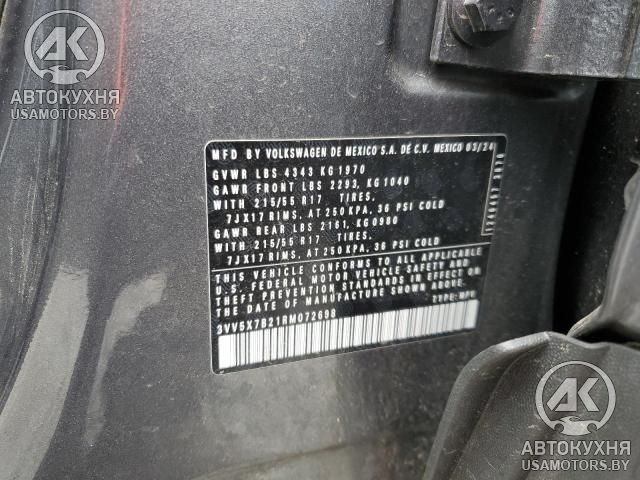 АК
АВТОКУХНЯ
USAMOTORS.BY
MFD BY VOLKSWAGEN DE MEXICO S.A. DE C.V. MEXICO 03/24
GVWR LBS 4343 KG 1970
GAWR FRONT LBS 2293, KG 1040
WITH 215/55 R17 TIRES,
7JX17 RIMS, AT 250 KPA, 36 PSI COLD
GAWR REAR LBS 2161, KG 0980
WITH 215/55 R17 TIRES,
7JX17 RIMS, AT 250 KPA, 36 PSI COLD
THIS VEHICLE CONFORMS TO ALL APPLICABLE
U.S. FEDERAL MOTOR VEHICLE SAFETY AND
THEFT PREVENTION STANDARDS IN EFFECT ON
THE DATE OF MANUFACTURE SHOWN ABOVE.
3VV5X7B21RM072698
TYPE: MPV
АК
АВТОКУХНЯ
USAMOTORS.BY